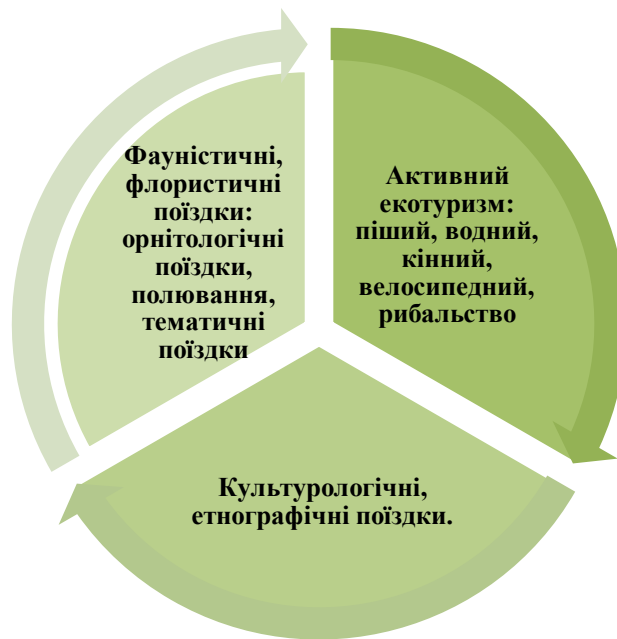 Фауністичні,
флористичні
поїздки:
орнітологічні
поїздки,
полювання,
тематичні
поїздки
Активний
екотуризм:
піший, водний,
кінний,
велосипедний,
рибальство
Культурологічні,
етнографічні поїздки.